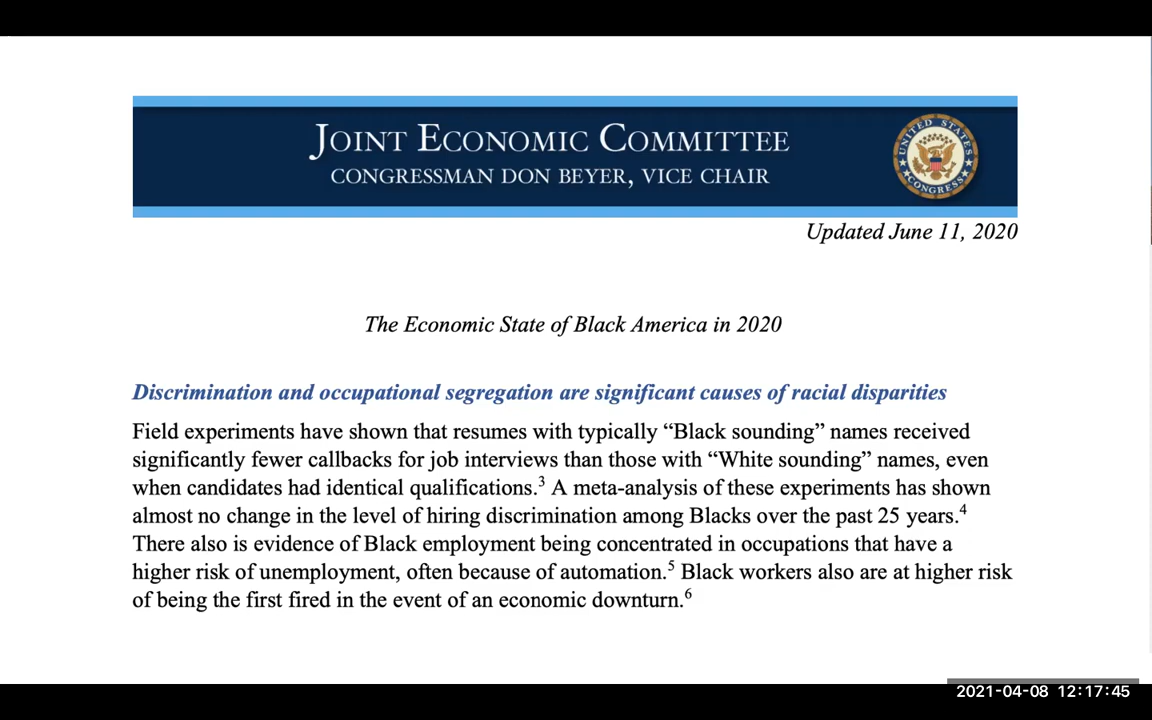 JOINT ECONOMIC COMMITTEE
CONGRESSMAN DON BEYER, VICE CHAIR
UNITED STATES
CONGRESS
Updated June 11, 2020
The Economic State of Black America in 2020
Discrimination and occupational segregation are significant causes of racial disparities
Field experiments have shown that resumes with typically “Black sounding” names received
significantly fewer callbacks for job interviews than those with “White sounding” names, even
when candidates had identical qualifications.3 A meta-analysis of these experiments has shown
almost no change in the level of hiring discrimination among Blacks over the past 25 years.4
There also is evidence of Black employment being concentrated in occupations that have a
higher risk of unemployment, often because of automation.5 Black workers also are at higher risk
of being the first fired in the event of an economic downturn.6
2021-04-08 12:17:45